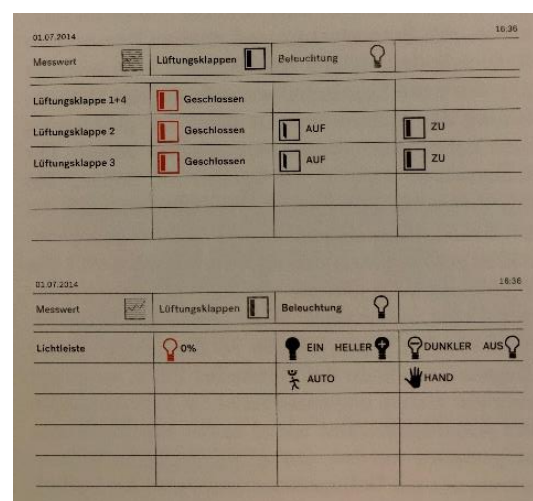 01.07.2014 16:36
Messwert Lüftungsklappen Beleuchtung
Lüftungsklappe 1+4 Geschlossen
Lüftungsklappe 2 Geschlossen AUF ZU
Lüftungsklappe 3 Geschlossen AUF ZU
01.07.2014 16:36
Messwert Lüftungsklappen Beleuchtung
Lichtleiste 0% EIN HELLER DUNKLER AUS
AUTO HAND